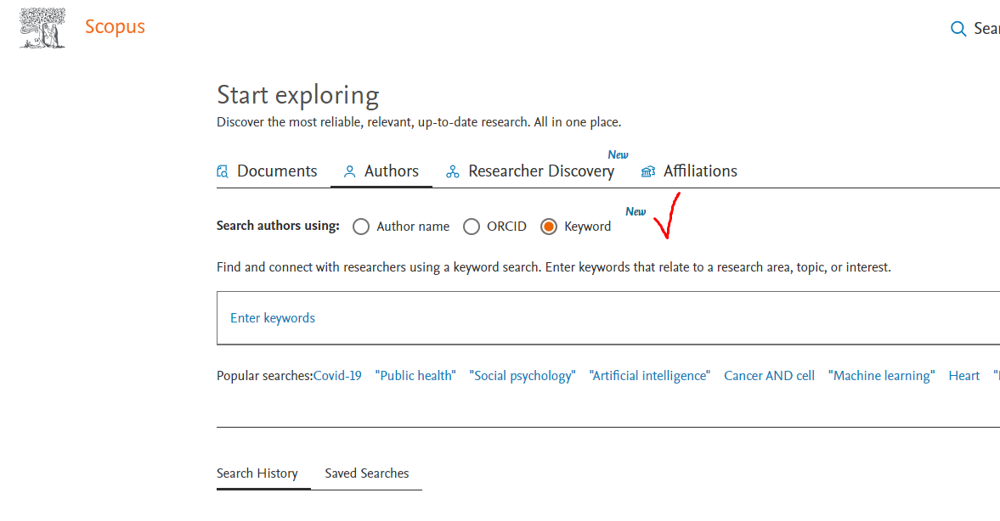 Scopus
Sear
Start exploring
Discover the most reliable, relevant, up-to-date research. All in one place.
New
Documents Authors Researcher Discovery Affiliations
New
Search authors using: Author name ORCID Keyword
Find and connect with researchers using a keyword search. Enter keywords that relate to a research area, topic, or interest.
Enter keywords
Popular searches:Covid-19 "Public health" "Social psychology" "Artificial intelligence" Cancer AND cell "Machine learning" Heart
Search History Saved Searches